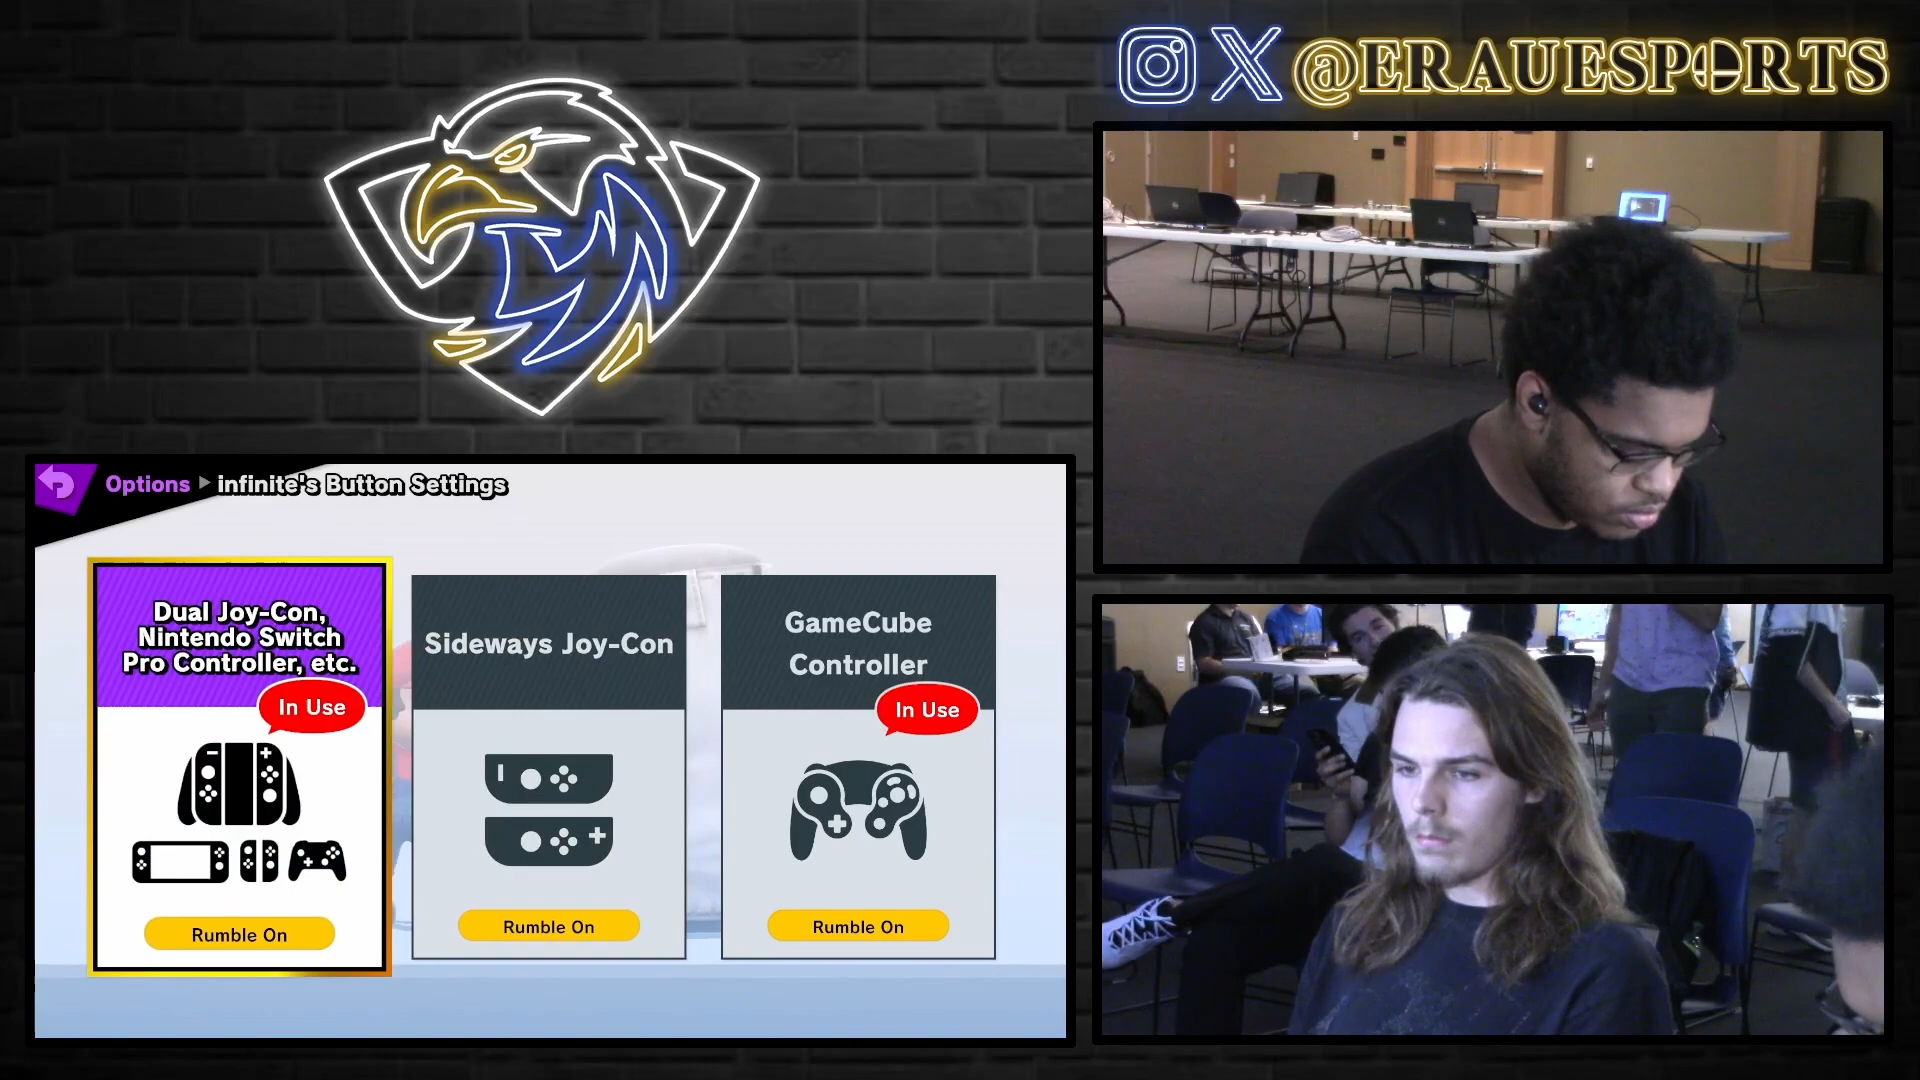 @ERAUESPORTS
Options ▶ infinite's Button Settings
Dual Joy-Con,
Nintendo Switch
Pro Controller, etc.
In Use
Rumble On
Sideways Joy-Con
Rumble On
GameCube
Controller
In Use
Rumble On